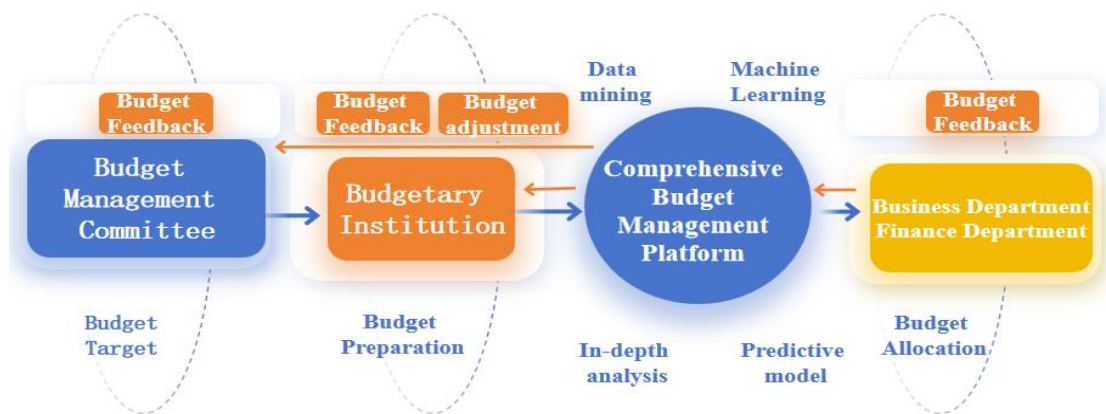 Budget
Feedback
Budget
Management
Committee
Budget
Target
Budget
Feedback
Budget
adjustment
Budgetary
Institution
Budget
Preparation
Data
mining
Machine
Learning
Comprehensive
Budget
Management
Platform
In-depth
analysis
Predictive
model
Budget
Feedback
Business Department
Finance Department
Budget
Allocation